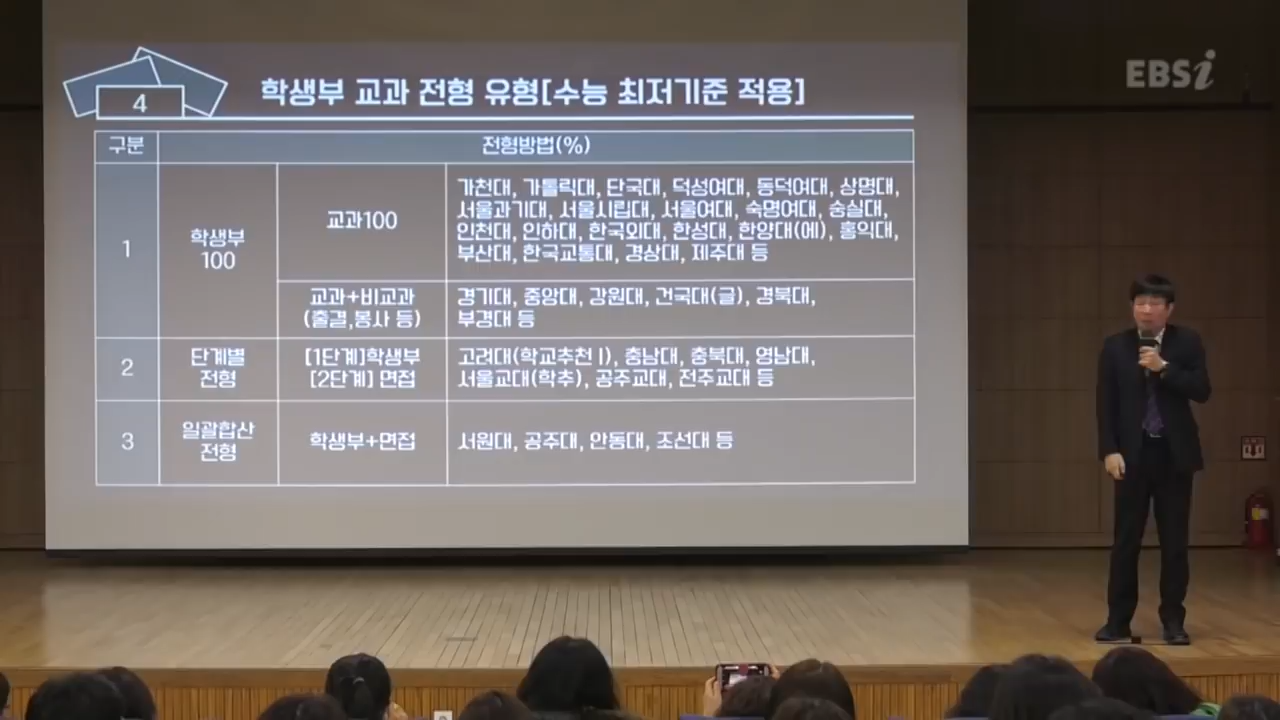 EBSi
4
학생부 교과 전형 유형[수능 최저기준 적용]
구분
전형방법(%)
1
학생부
100
교과100
가천대, 가톨릭대, 단국대, 덕성여대, 동덕여대, 상명대,
서울과기대, 서울시립대, 서울여대, 숙명여대, 숭실대,
인천대, 인하대, 한국외대, 한성대, 한양대(에), 홍익대,
부산대, 한국교통대, 경상대, 제주대 등
교과+비교과
(출결,봉사 등)
경기대, 중앙대, 강원대, 건국대(글), 경북대,
부경대 등
2
단계별
전형
[1단계]학생부
[2단계] 면접
고려대(학교추천 I), 충남대, 충북대, 영남대,
서울교대(학추), 공주교대, 전주교대 등
3
일괄합산
전형
학생부+면접
서원대, 공주대, 안동대, 조선대 등